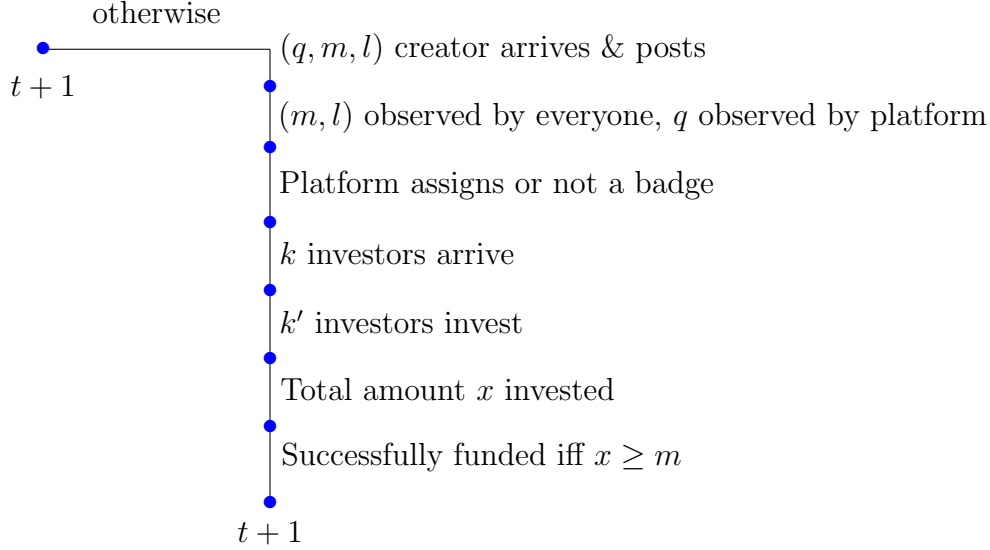 otherwise
(q, m, l) creator arrives & posts
t + 1
(m, l) observed by everyone, q observed by platform
Platform assigns or not a badge
k investors arrive
k′ investors invest
Total amount x invested
Successfully funded iff x ≥ m
t + 1